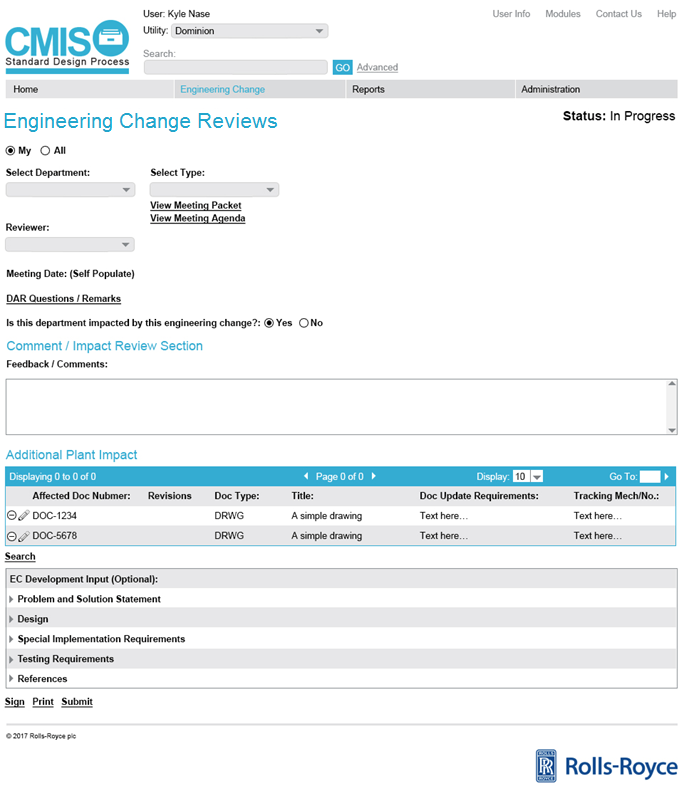 CMIS
Standard Design Process
User: Kyle Nase
Utility: Dominion
Search:
GO Advanced
User Info Modules Contact Us Help
Home Engineering Change Reports Administration
Engineering Change Reviews
Status: In Progress
My All
Select Department: Select Type:
View Meeting Packet
View Meeting Agenda
Reviewer:
Meeting Date: (Self Populate)
DAR Questions / Remarks
Is this department impacted by this engineering change?: Yes No
Comment / Impact Review Section
Feedback / Comments:
Additional Plant Impact
Displaying 0 to 0 of 0 Page 0 of 0 Display: 10 Go To:
Affected Doc Nubmer: Revisions Doc Type: Title: Doc Update Requirements: Tracking Mech/No.:
DOC-1234 DRWG A simple drawing Text here... Text here...
DOC-5678 DRWG A simple drawing Text here... Text here...
Search
EC Development Input (Optional):
Problem and Solution Statement
Design
Special Implementation Requirements
Testing Requirements
References
Sign Print Submit
© 2017 Rolls-Royce plc
ROLLS RR ROYCE
Rolls-Royce